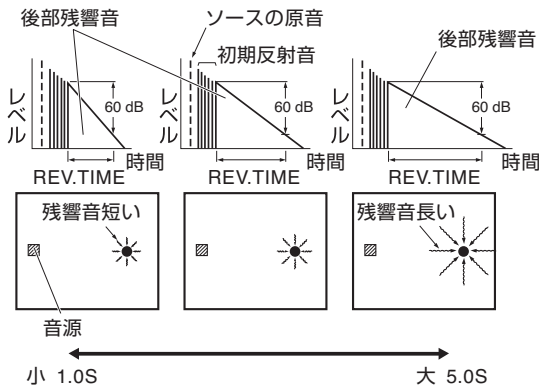 後部残響音
ソースの原音
初期反射音
後部残響音
レベル
60 dB
時間
REV.TIME
レベル
60 dB
時間
REV.TIME
レベル
60 dB
時間
REV.TIME
残響音短い
残響音長い
音源
小 1.0S
大 5.0S